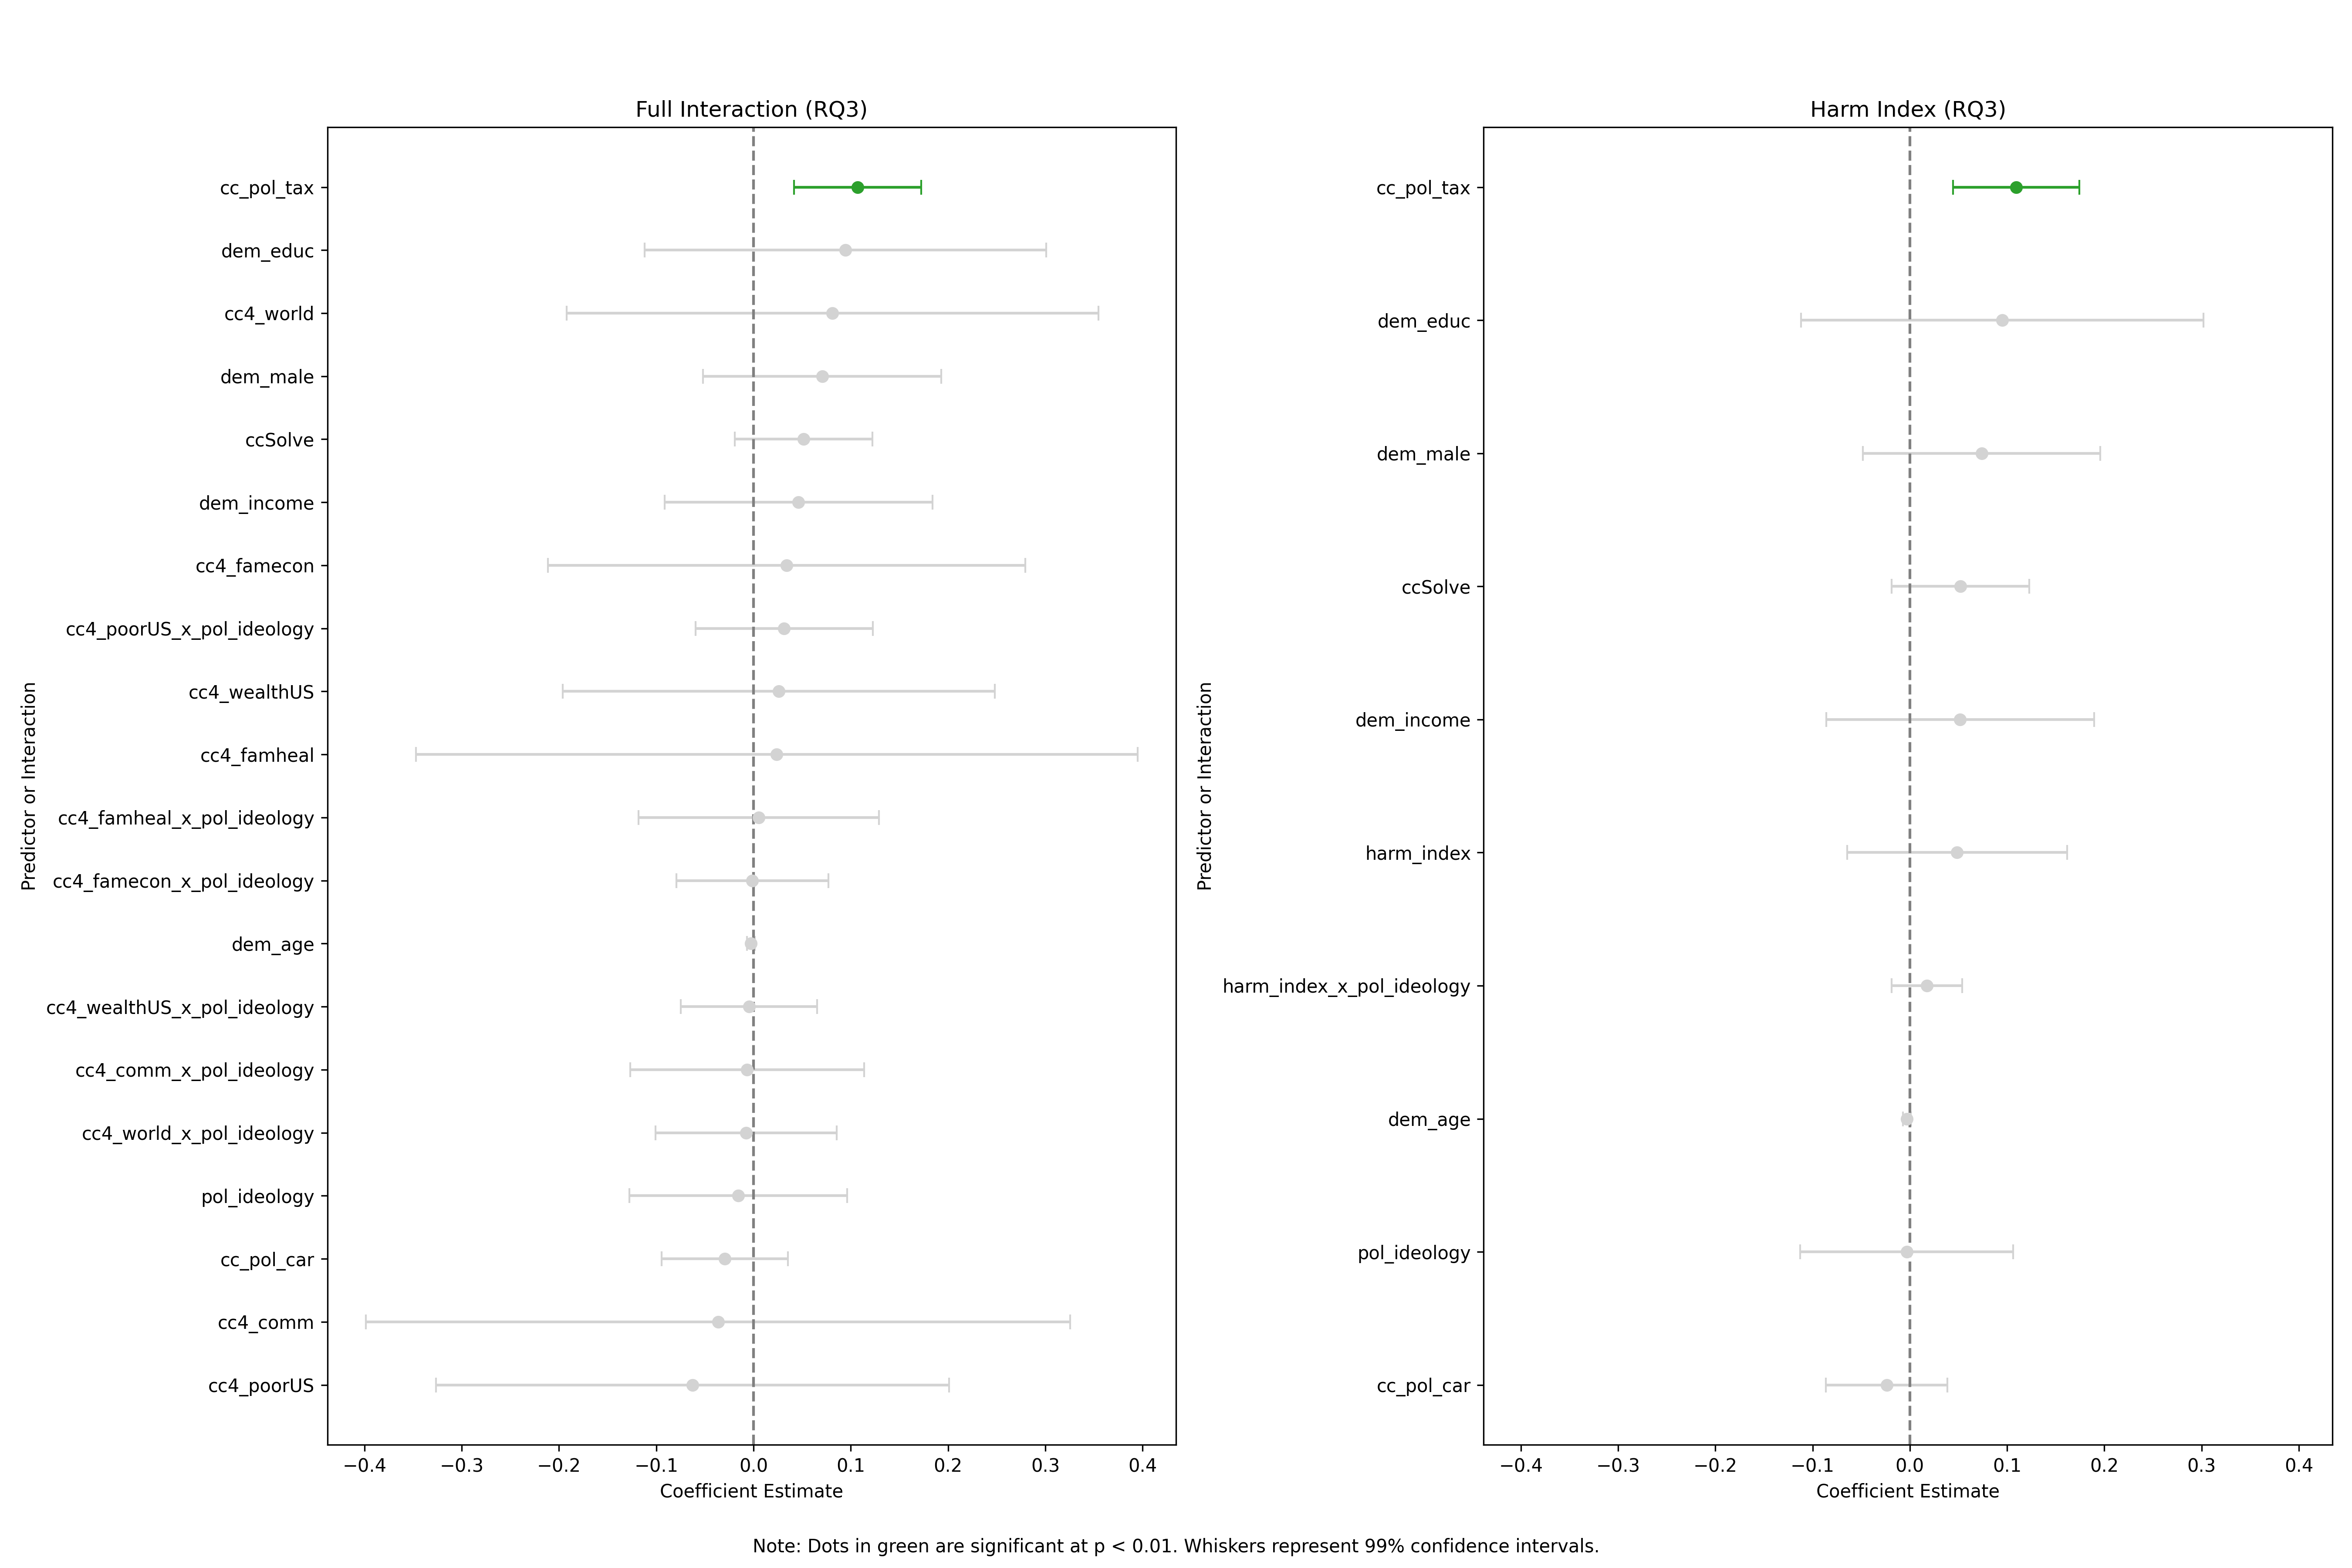 Full Interaction (RQ3)
Predictor or Interaction
cc_pol_tax
dem_educ
cc4_world
dem_male
ccSolve
dem_income
cc4_famecon
cc4_poorUS_x_pol_ideology
cc4_wealthUS
cc4_famheal
cc4_famheal_x_pol_ideology
cc4_famecon_x_pol_ideology
dem_age
cc4_wealthUS_x_pol_ideology
cc4_comm_x_pol_ideology
cc4_world_x_pol_ideology
pol_ideology
cc_pol_car
cc4_comm
cc4_poorUS
−0.4 −0.3 −0.2 −0.1 0.0 0.1 0.2 0.3 0.4
Coefficient Estimate
Harm Index (RQ3)
Predictor or Interaction
cc_pol_tax
dem_educ
dem_male
ccSolve
dem_income
harm_index
harm_index_x_pol_ideology
dem_age
pol_ideology
cc_pol_car
−0.4 −0.3 −0.2 −0.1 0.0 0.1 0.2 0.3 0.4
Coefficient Estimate
Note: Dots in green are significant at p < 0.01. Whiskers represent 99% confidence intervals.